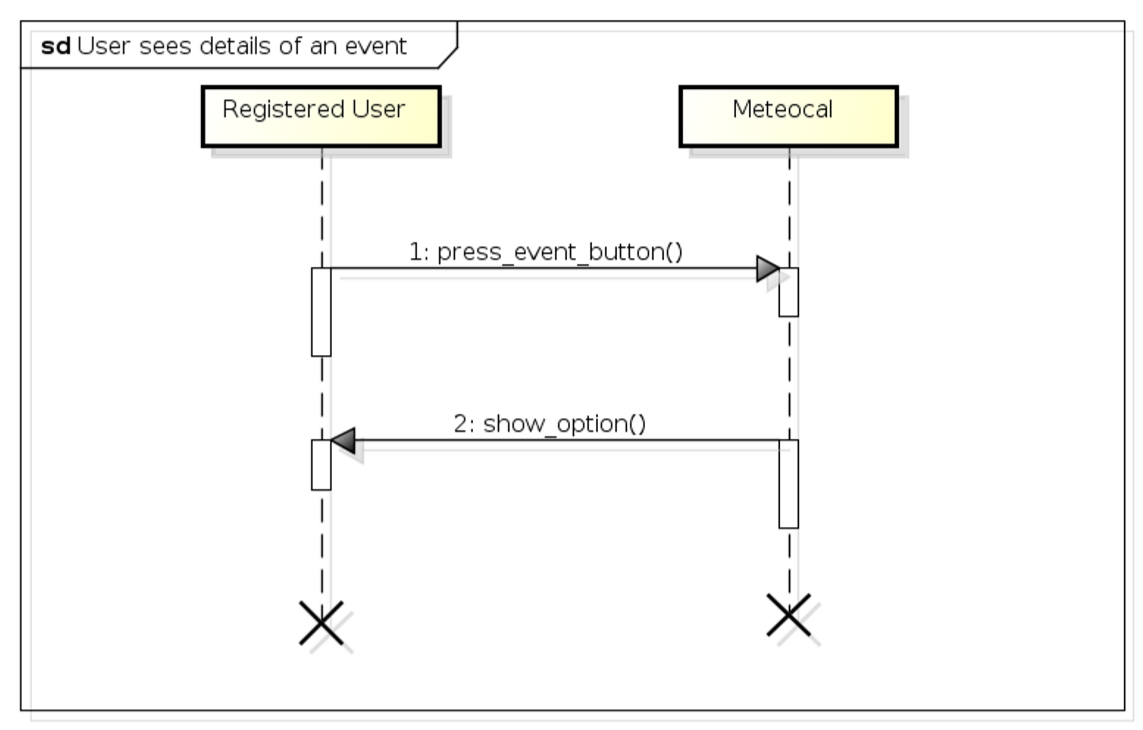 sd User sees details of an event
Registered User
Meteocal
1: press_event_button()
2: show_option()